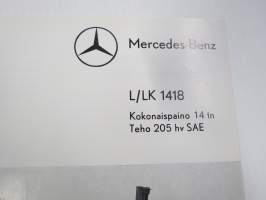 Mercedes-Benz
L/LK 1418
Kokonaispaino 14 tn
Teho 205 hv SAE